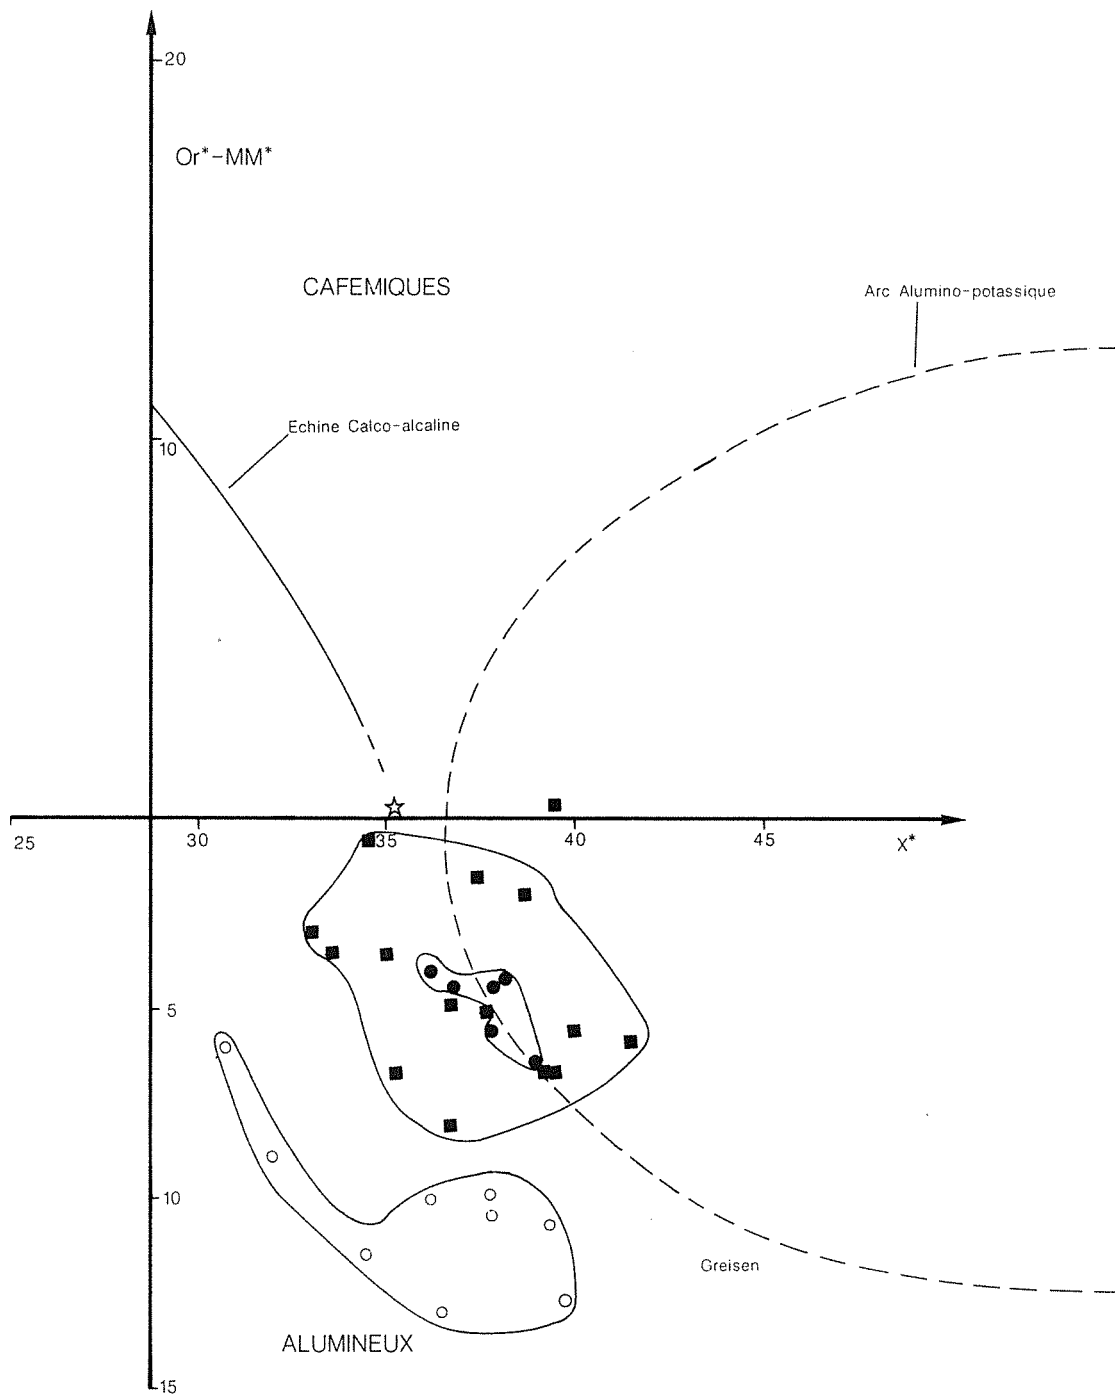 20
Or*-MM*
CAFEMIQUES
Arc Alumino-potassique
Echine Calco-alcaline
10
25
30
35
40
45
X*
5
10
Greisen
ALUMINEUX
15